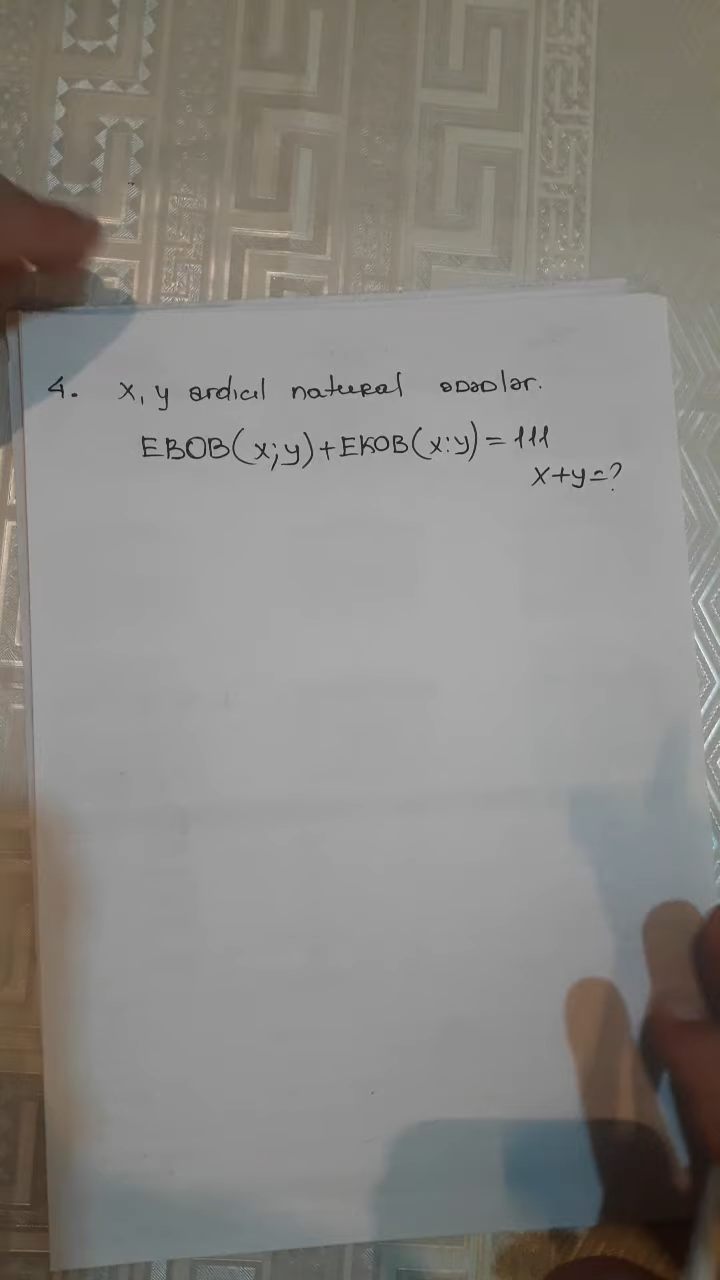 4. x, y ardıcıl natural ədədlər.
EBOB(x;y)+EKOB(x:y)=111
x+y=?